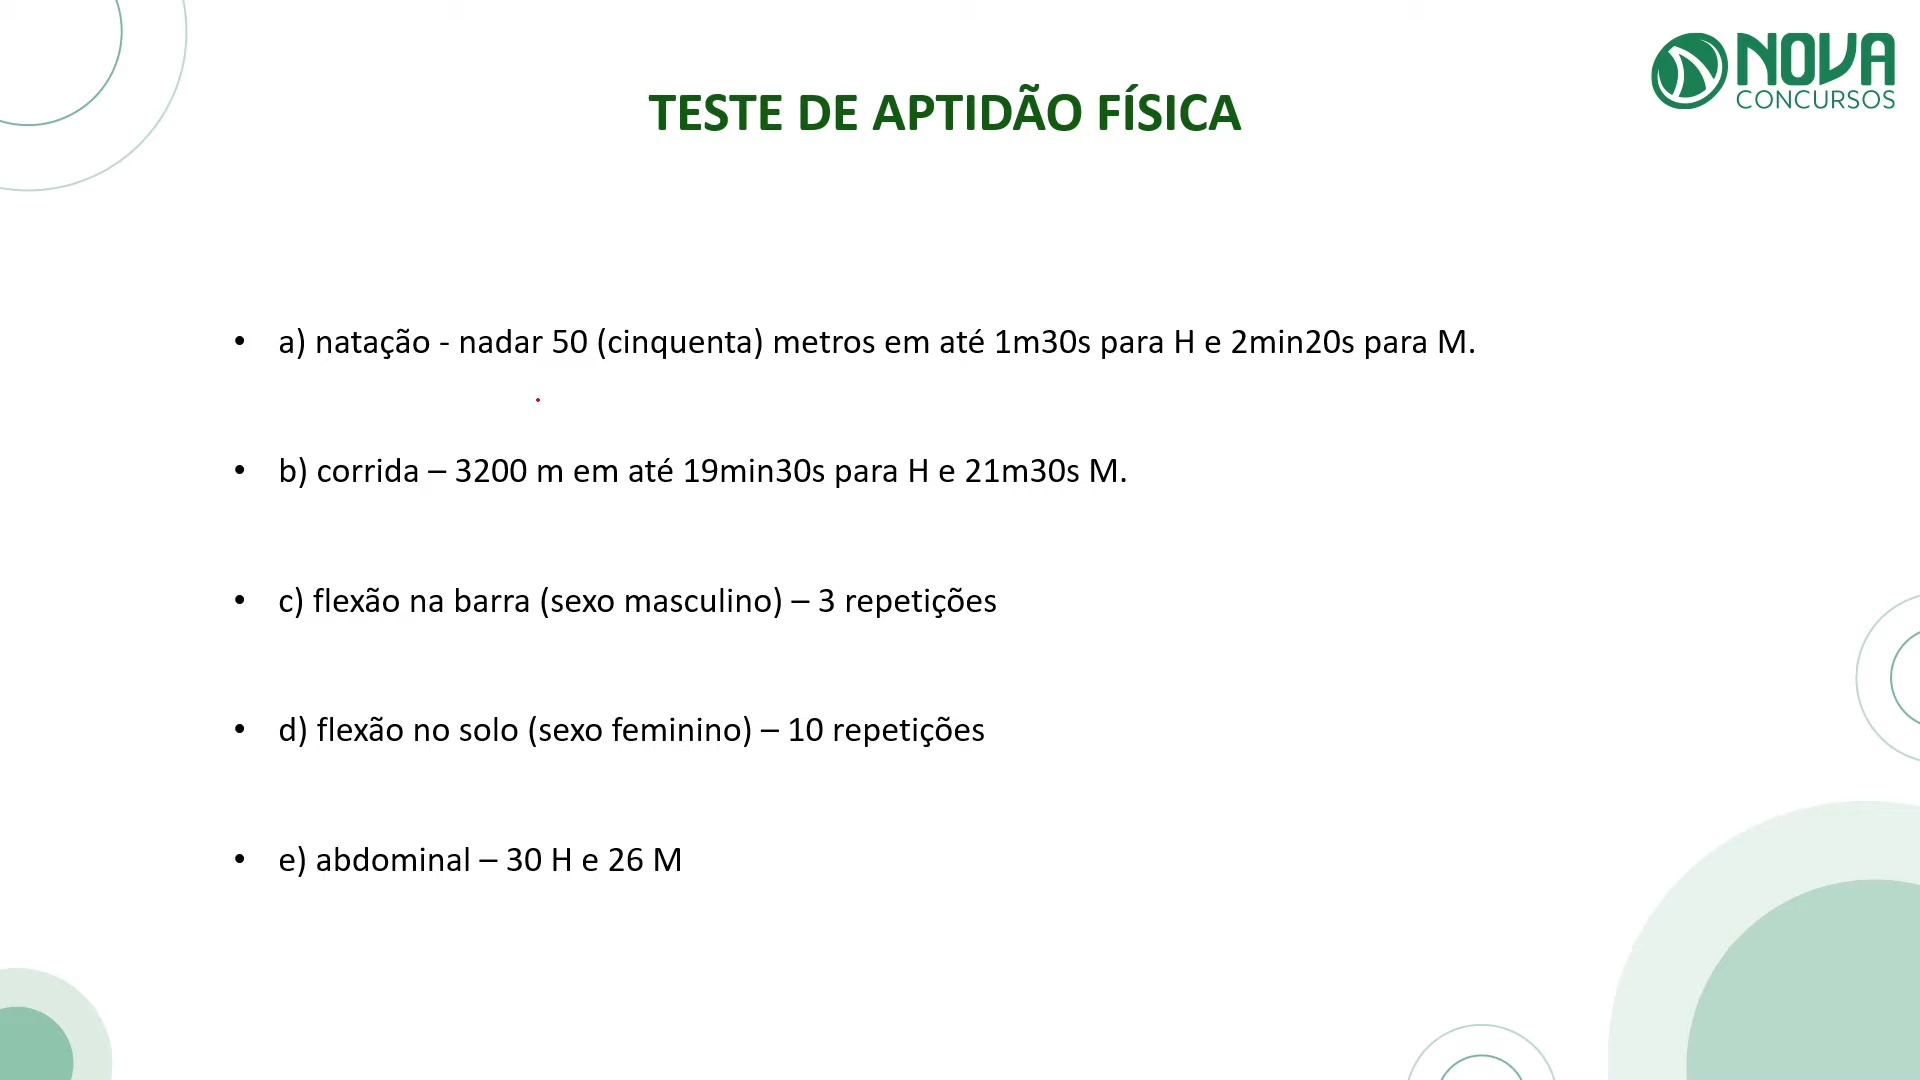 NOVA
CONCURSOS
TESTE DE APTIDÃO FÍSICA
• a) natação - nadar 50 (cinquenta) metros em até 1m30s para H e 2min20s para M.
• b) corrida – 3200 m em até 19min30s para H e 21m30s M.
• c) flexão na barra (sexo masculino) – 3 repetições
• d) flexão no solo (sexo feminino) – 10 repetições
• e) abdominal – 30 H e 26 M